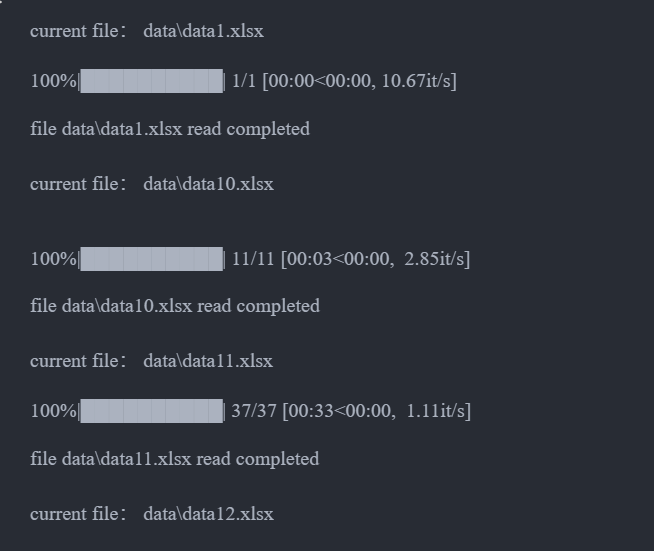 current file： data\data1.xlsx
100%|██████████| 1/1 [00:00<00:00, 10.67it/s]
file data\data1.xlsx read completed
current file： data\data10.xlsx
100%|██████████| 11/11 [00:03<00:00,  2.85it/s]
file data\data10.xlsx read completed
current file： data\data11.xlsx
100%|██████████| 37/37 [00:33<00:00,  1.11it/s]
file data\data11.xlsx read completed
current file： data\data12.xlsx